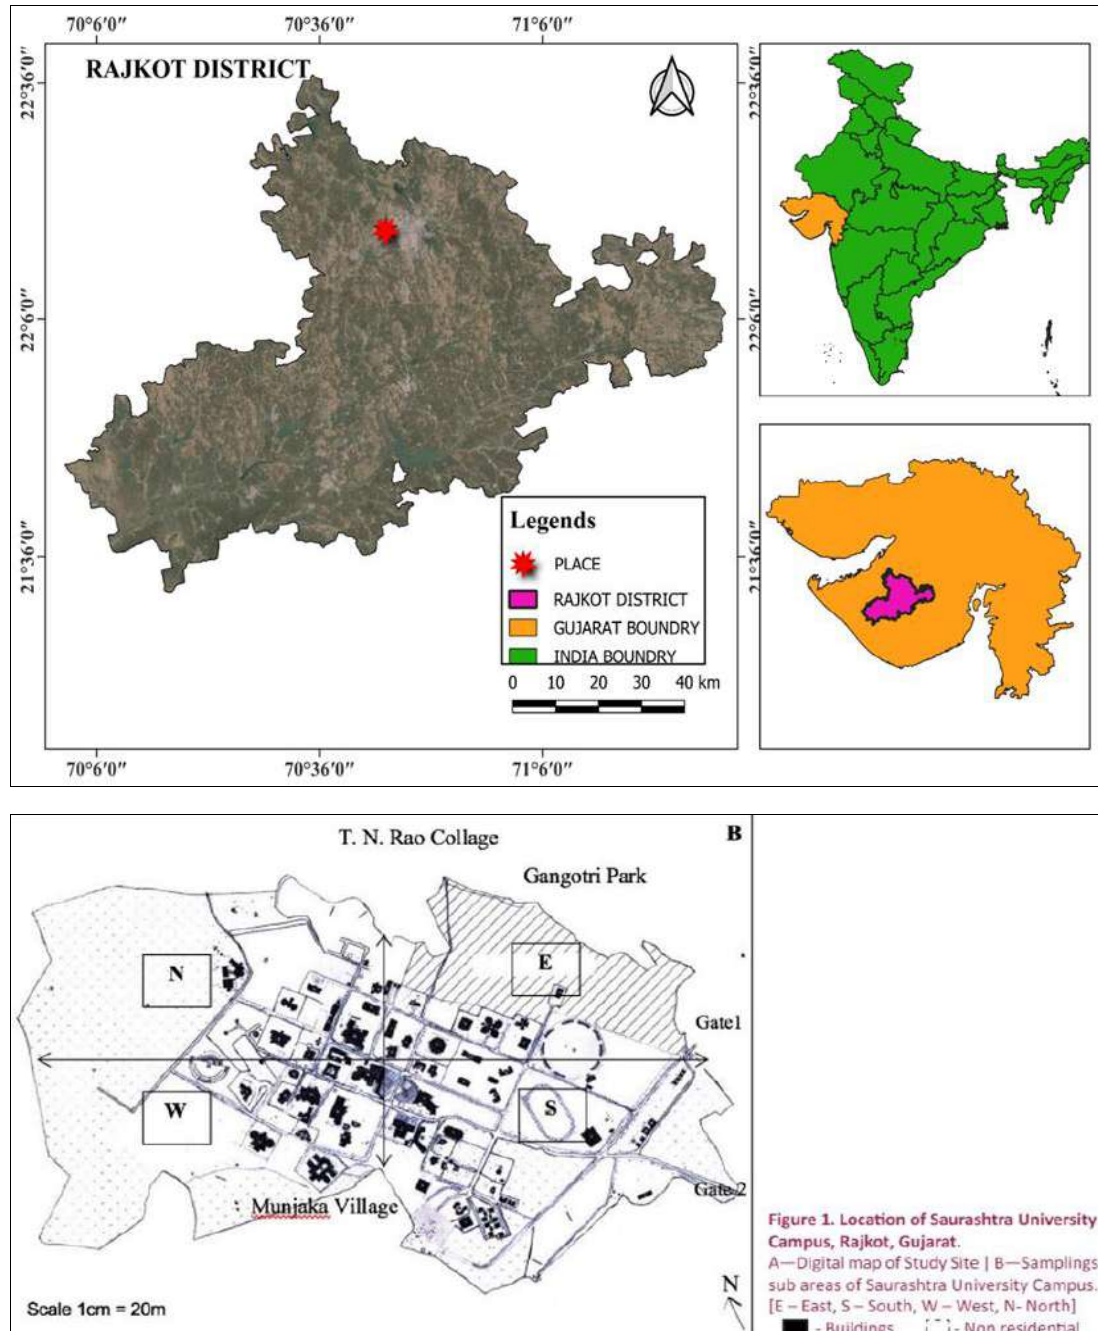 70°6′0″ 70°36′0″ 71°6′0″
RAJKOT DISTRICT
22°36′0″
22°6′0″
21°36′0″
22°36′0″
22°6′0″
21°36′0″
Legends
PLACE
RAJKOT DISTRICT
GUJARAT BOUNDRY
INDIA BOUNDRY
0 10 20 30 40 km
70°6′0″ 70°36′0″ 71°6′0″
B
T. N. Rao Collage
Gangotri Park
N
E
Gate1
W
S
Gate 2
Munjaka Village
N
Scale 1cm = 20m
Figure 1. Location of Saurashtra University
Campus, Rajkot, Gujarat.
A—Digital map of Study Site | B—Samplings
sub areas of Saurashtra University Campus.
[E – East, S – South, W – West, N- North]
- Buildings - Non residential